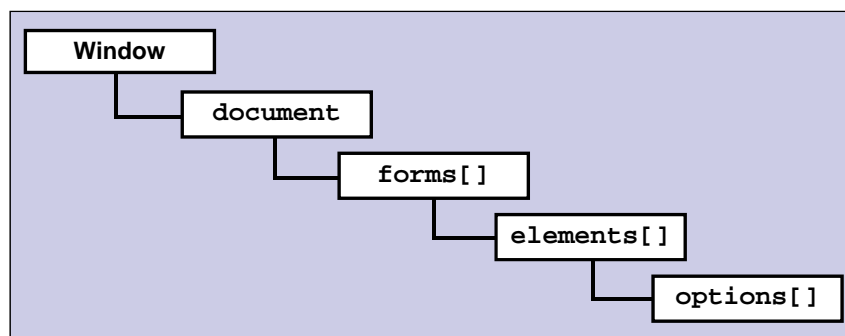 Window
document
forms[]
elements[]
options[]